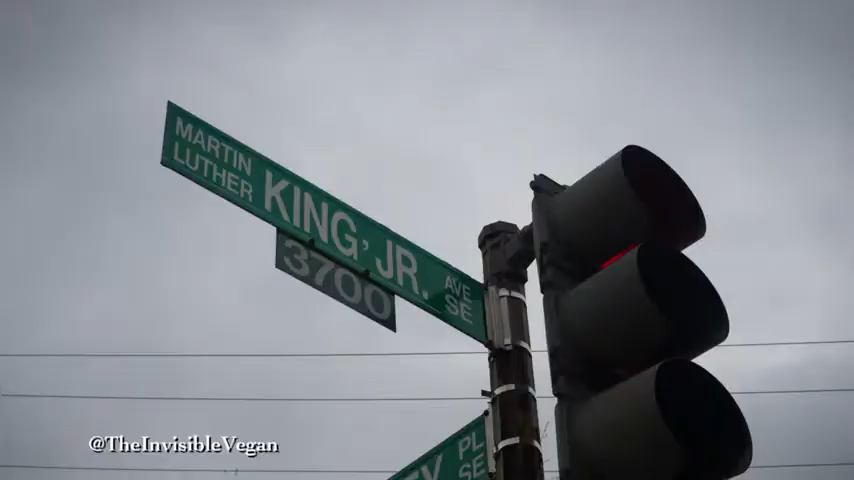 MARTIN
LUTHER
KING, JR.
AVE
SE
3700
PL
SE
@TheInvisibleVegan